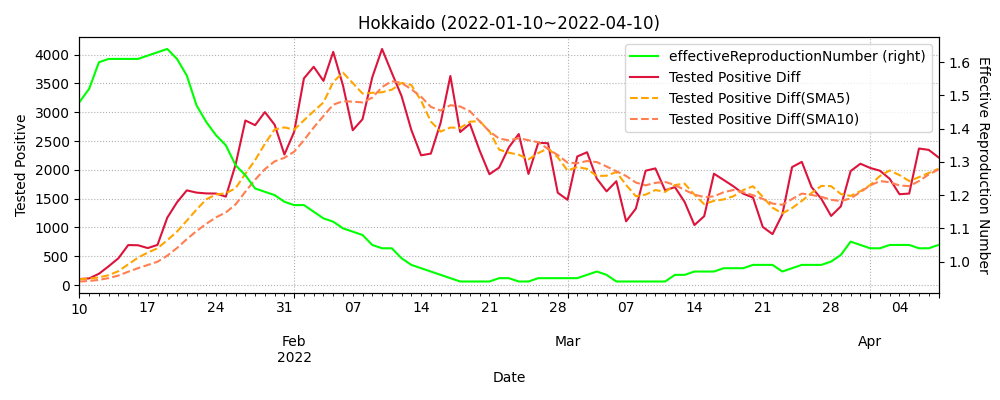 Hokkaido (2022-01-10~2022-04-10)
effectiveReproductionNumber (right)
Tested Positive Diff
Tested Positive Diff(SMA5)
Tested Positive Diff(SMA10)
Tested Positive
4000
3500
3000
2500
2000
1500
1000
500
0
Effective Reproduction Number
1.6
1.5
1.4
1.3
1.2
1.1
1.0
10 17 24 31 07 14 21 28 07 14 21 28 04
Feb Mar Apr
2022
Date